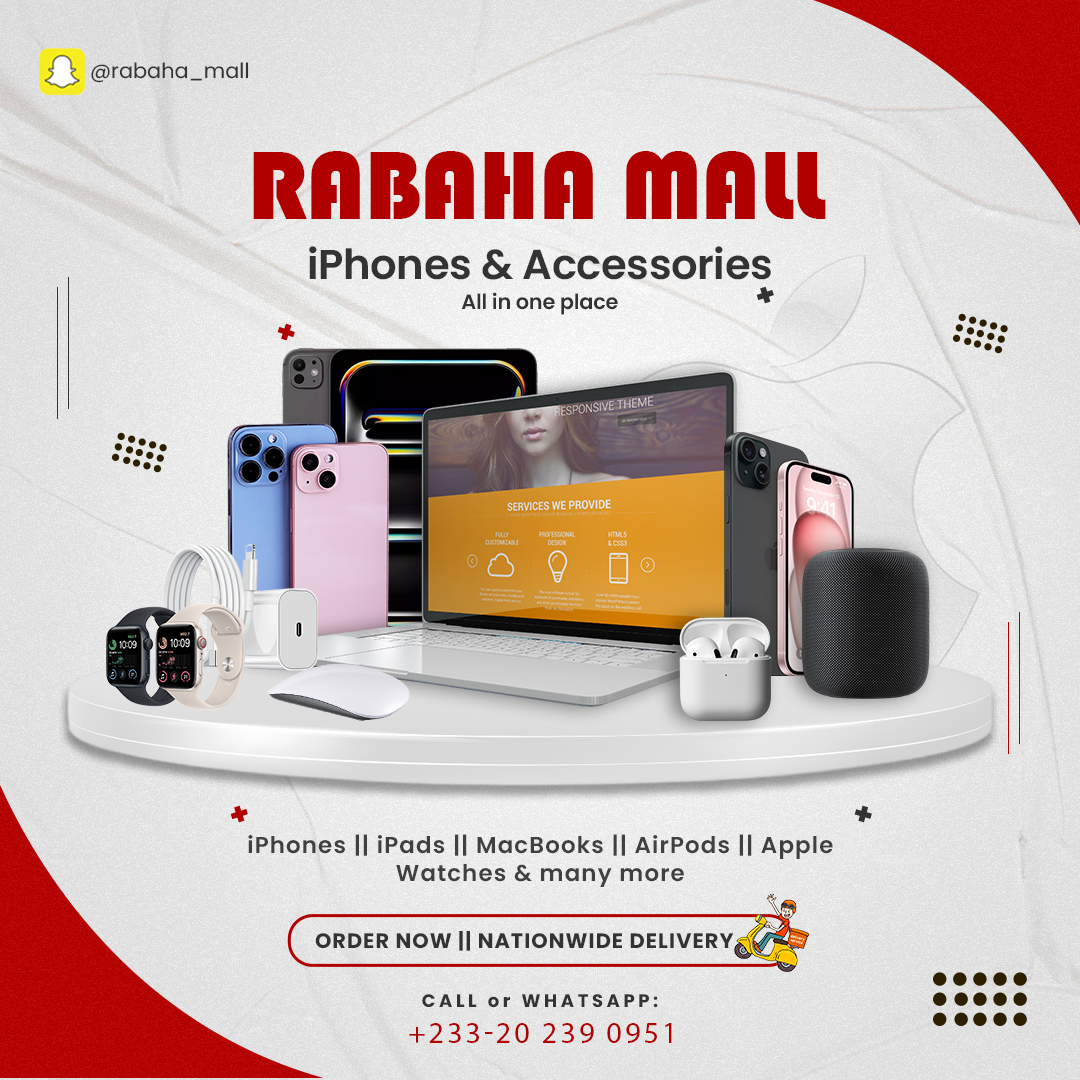 @rabaha_mall
RABAHA MALL
iPhones & Accessories
All in one place
RESPONSIVE THEME
SERVICES WE PROVIDE
FULLY CUSTOMIZABLE
PROFESSIONAL DESIGN
HTML5 & CSS3
9:41
10:09
10:09
iPhones || iPads || MacBooks || AirPods || Apple
Watches & many more
ORDER NOW || NATIONWIDE DELIVERY
CALL or WHATSAPP:
+233-20 239 0951